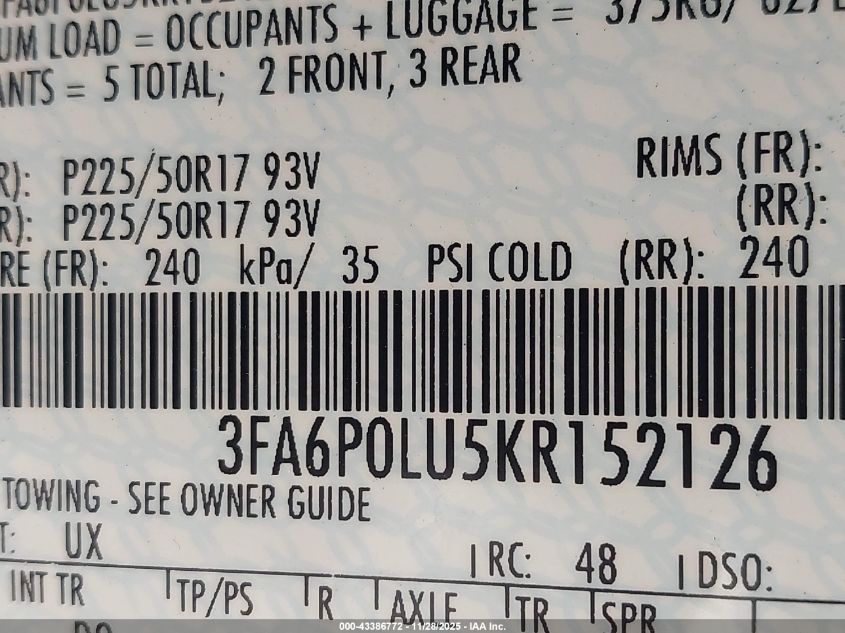 UM LOAD = OCCUPANTS + LUGGAGE = 375KG/
ANTS = 5 TOTAL; 2 FRONT, 3 REAR
RIMS (FR):
R): P225/50R17 93V
(RR):
R): P225/50R17 93V
RE (FR): 240 kPa/ 35 PSI COLD (RR): 240
3FA6P0LU5KR152126
TOWING - SEE OWNER GUIDE
T: UX
RC: 48 DSO:
INT TR TP/PS R AXLE TR SPR
000-43386772 - 11/28/2025 - IAA Inc.